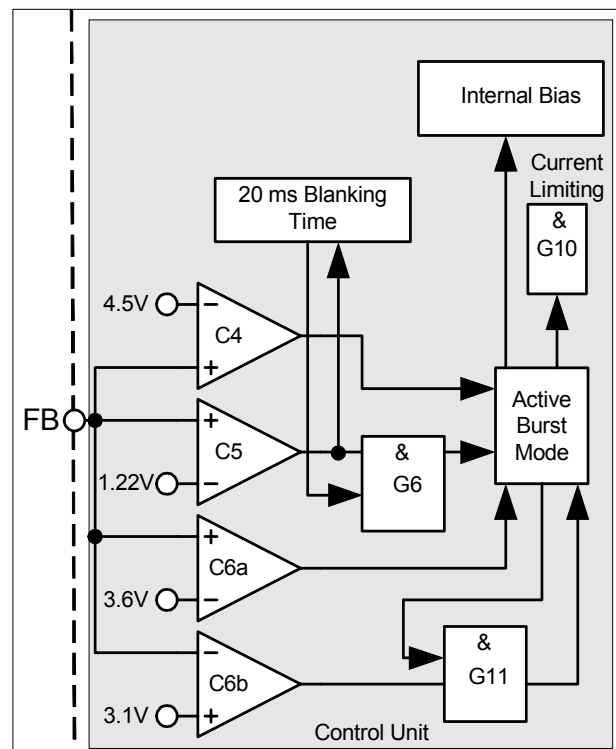 Internal Bias
Current
Limiting
20 ms Blanking
Time
&
G10
4.5V
−
C4
+
FB
+
C5
−
1.22V
&
G6
Active
Burst
Mode
+
C6a
−
3.6V
−
C6b
+
3.1V
&
G11
Control Unit